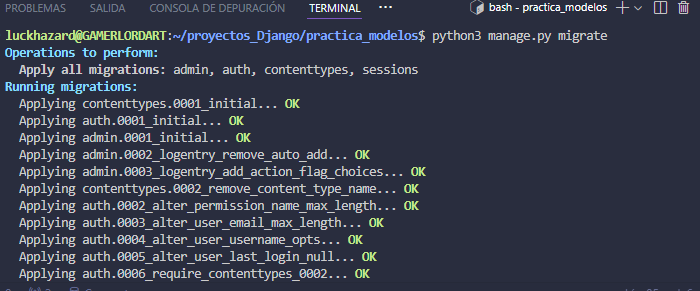 PROBLEMAS SALIDA CONSOLA DE DEPURACIÓN TERMINAL bash - practica_modelos
luckhazard@GAMERLORDART:~/proyectos_Django/practica_modelos$ python3 manage.py migrate
Operations to perform:
  Apply all migrations: admin, auth, contenttypes, sessions
Running migrations:
  Applying contenttypes.0001_initial... OK
  Applying auth.0001_initial... OK
  Applying admin.0001_initial... OK
  Applying admin.0002_logentry_remove_auto_add... OK
  Applying admin.0003_logentry_add_action_flag_choices... OK
  Applying contenttypes.0002_remove_content_type_name... OK
  Applying auth.0002_alter_permission_name_max_length... OK
  Applying auth.0003_alter_user_email_max_length... OK
  Applying auth.0004_alter_user_username_opts... OK
  Applying auth.0005_alter_user_last_login_null... OK
  Applying auth.0006_require_contenttypes_0002... OK